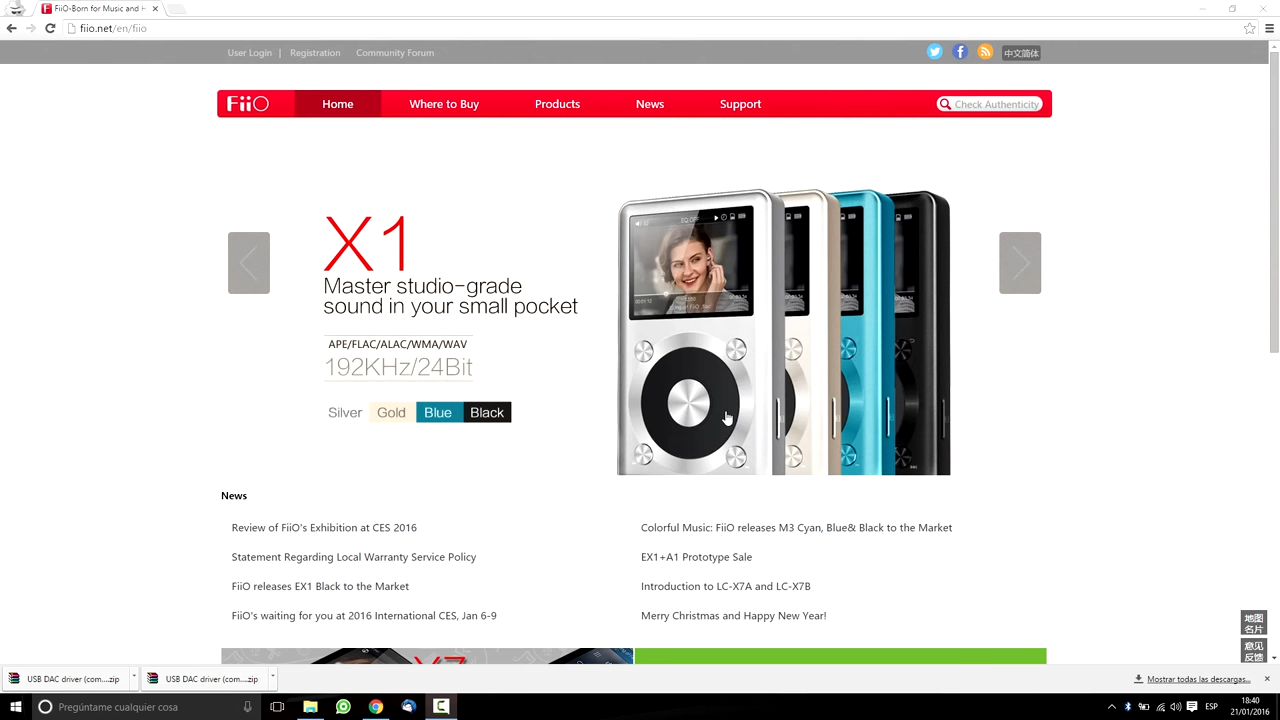 FiiO-Born for Music and H
fiio.net/en/fiio
User Login | Registration Community Forum
中文简体
FiiO Home Where to Buy Products News Support Check Authenticity
X1
Master studio-grade
sound in your small pocket
APE/FLAC/ALAC/WMA/WAV
192KHz/24Bit
Silver Gold Blue Black
News
Review of FiiO's Exhibition at CES 2016
Colorful Music: FiiO releases M3 Cyan, Blue& Black to the Market
Statement Regarding Local Warranty Service Policy
EX1+A1 Prototype Sale
FiiO releases EX1 Black to the Market
Introduction to LC-X7A and LC-X7B
FiiO's waiting for you at 2016 International CES, Jan 6-9
Merry Christmas and Happy New Year!
地图
名片
意见
反馈
X7
USB DAC driver (com....zip
USB DAC driver (com....zip
Mostrar todas las descargas...
Pregúntame cualquier cosa
ESP
18:40
21/01/2016